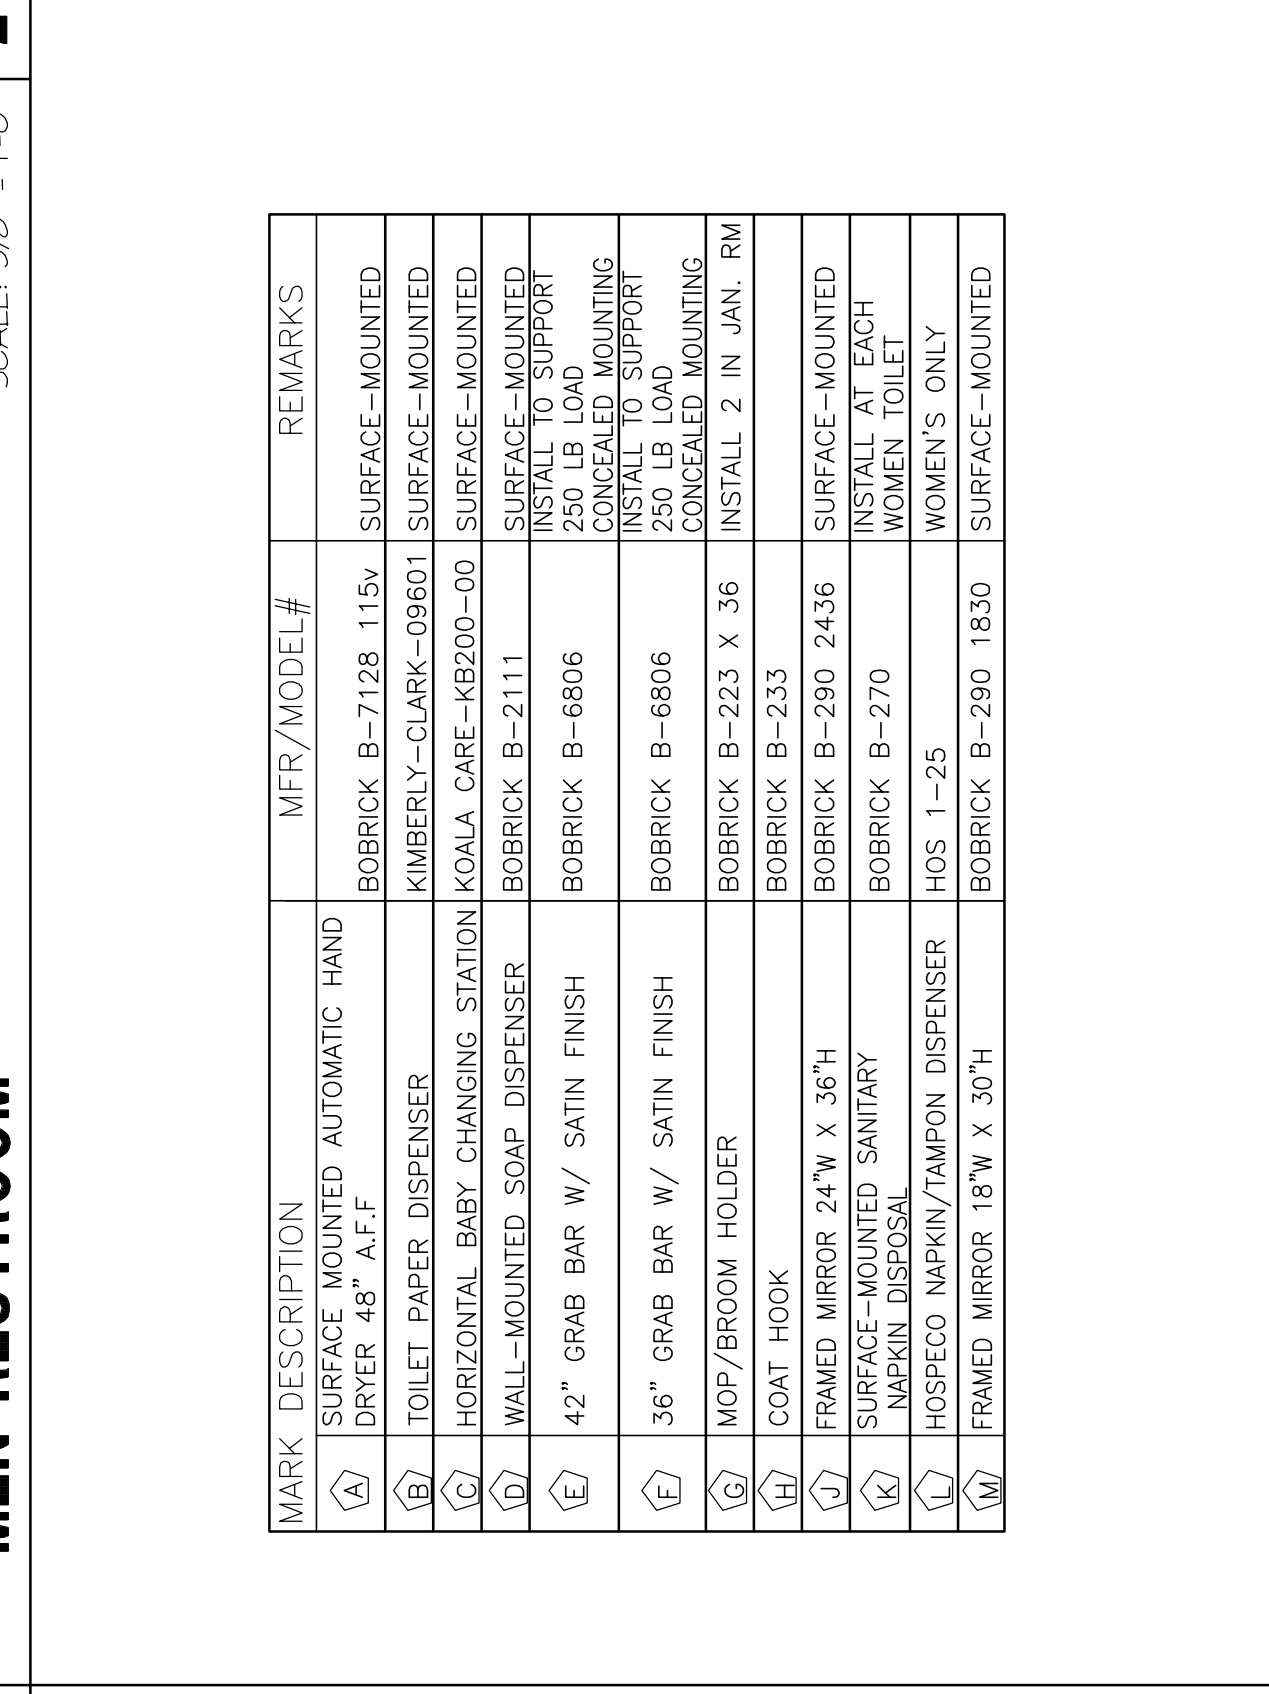 MARK DESCRIPTION MFR/MODEL# REMARKS
A SURFACE MOUNTED AUTOMATIC HAND
DRYER 48" A.F.F BOBRICK B-7128 115v SURFACE-MOUNTED
B TOILET PAPER DISPENSER KIMBERLY-CLARK-09601 SURFACE-MOUNTED
C HORIZONTAL BABY CHANGING STATION KOALA CARE-KB200-00 SURFACE-MOUNTED
D WALL-MOUNTED SOAP DISPENSER BOBRICK B-2111 SURFACE-MOUNTED
INSTALL TO SUPPORT
E 42" GRAB BAR W/ SATIN FINISH BOBRICK B-6806 250 LB LOAD
CONCEALED MOUNTING
INSTALL TO SUPPORT
F 36" GRAB BAR W/ SATIN FINISH BOBRICK B-6806 250 LB LOAD
CONCEALED MOUNTING
G MOP/BROOM HOLDER BOBRICK B-223 X 36 INSTALL 2 IN JAN. RM
H COAT HOOK BOBRICK B-233
J FRAMED MIRROR 24"W X 36"H BOBRICK B-290 2436 SURFACE-MOUNTED
K SURFACE-MOUNTED SANITARY BOBRICK B-270 INSTALL AT EACH
NAPKIN DISPOSAL WOMEN TOILET
L HOSPECO NAPKIN/TAMPON DISPENSER HOS 1-25 WOMEN'S ONLY
M FRAMED MIRROR 18"W X 30"H BOBRICK B-290 1830 SURFACE-MOUNTED